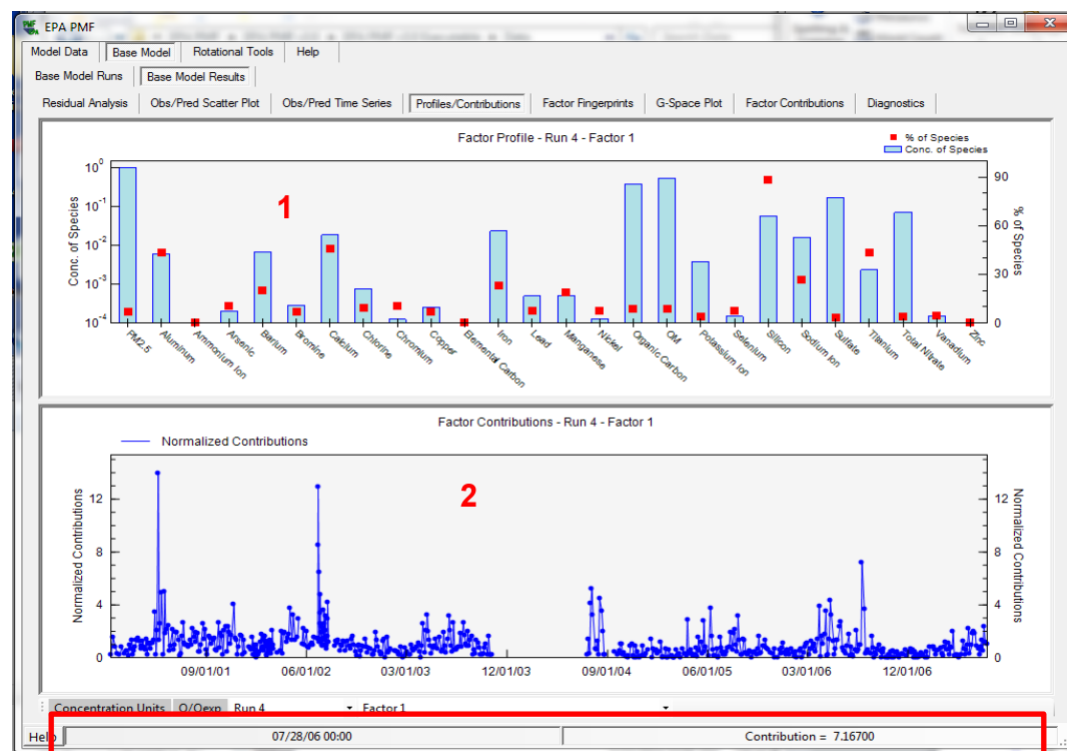 EPA PMF
Model Data Base Model Rotational Tools Help
Base Model Runs Base Model Results
Residual Analysis Obs/Pred Scatter Plot Obs/Pred Time Series Profiles/Contributions Factor Fingerprints G-Space Plot Factor Contributions Diagnostics
Factor Profile - Run 4 - Factor 1
% of Species
Conc. of Species
Conc. of Species
10^0
10^-1
10^-2
10^-3
10^-4
1
90
60
30
0
% of Species
PM2.5
Aluminum
Ammonium Ion
Arsenic
Barium
Bromine
Calcium
Chlorine
Chromium
Copper
Elemental Carbon
Iron
Lead
Manganese
Nickel
Organic Carbon
OM
Potassium Ion
Selenium
Silicon
Sodium Ion
Sulfate
Titanium
Total Nitrate
Vanadium
Zinc
Factor Contributions - Run 4 - Factor 1
Normalized Contributions
Normalized Contributions
12
8
4
0
2
12
8
4
0
Normalized Contributions
09/01/01 06/01/02 03/01/03 12/01/03 09/01/04 06/01/05 03/01/06 12/01/06
Concentration Units Q/Qexp Run 4 Factor 1
Help 07/28/06 00:00 Contribution = 7.16700